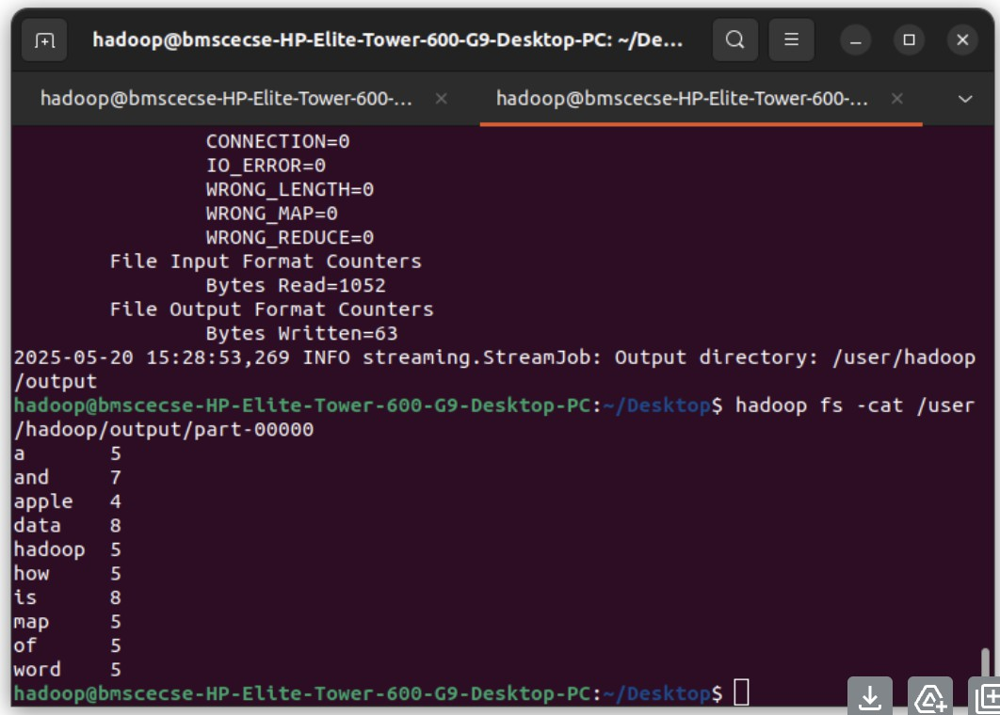 hadoop@bmscecse-HP-Elite-Tower-600-G9-Desktop-PC: ~/De...
hadoop@bmscecse-HP-Elite-Tower-600-... hadoop@bmscecse-HP-Elite-Tower-600-...
CONNECTION=0
IO_ERROR=0
WRONG_LENGTH=0
WRONG_MAP=0
WRONG_REDUCE=0
File Input Format Counters
Bytes Read=1052
File Output Format Counters
Bytes Written=63
2025-05-20 15:28:53,269 INFO streaming.StreamJob: Output directory: /user/hadoop
/output
hadoop@bmscecse-HP-Elite-Tower-600-G9-Desktop-PC:~/Desktop$ hadoop fs -cat /user
/hadoop/output/part-00000
a 5
and 7
apple 4
data 8
hadoop 5
how 5
is 8
map 5
of 5
word 5
hadoop@bmscecse-HP-Elite-Tower-600-G9-Desktop-PC:~/Desktop$